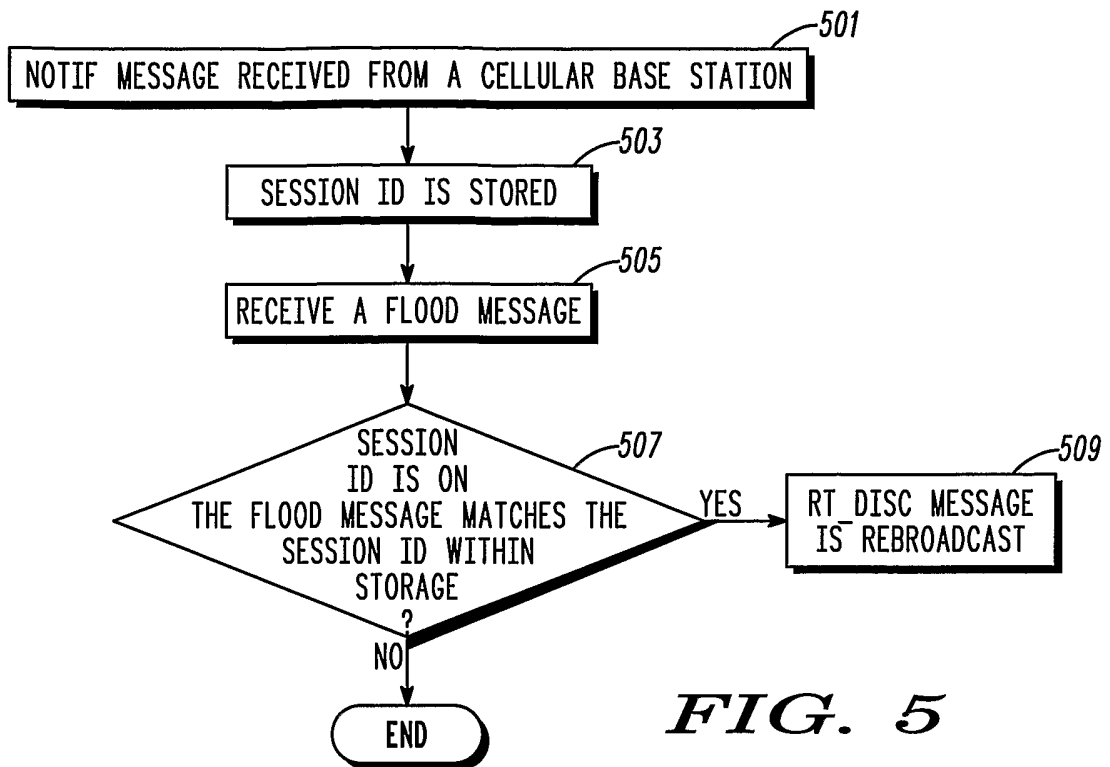 501
NOTIF MESSAGE RECEIVED FROM A CELLULAR BASE STATION
503
SESSION ID IS STORED
505
RECEIVE A FLOOD MESSAGE
507
SESSION
ID IS ON
THE FLOOD MESSAGE MATCHES THE
SESSION ID WITHIN
STORAGE
?
YES
509
RT_DISC MESSAGE
IS REBROADCAST
NO
END
FIG. 5